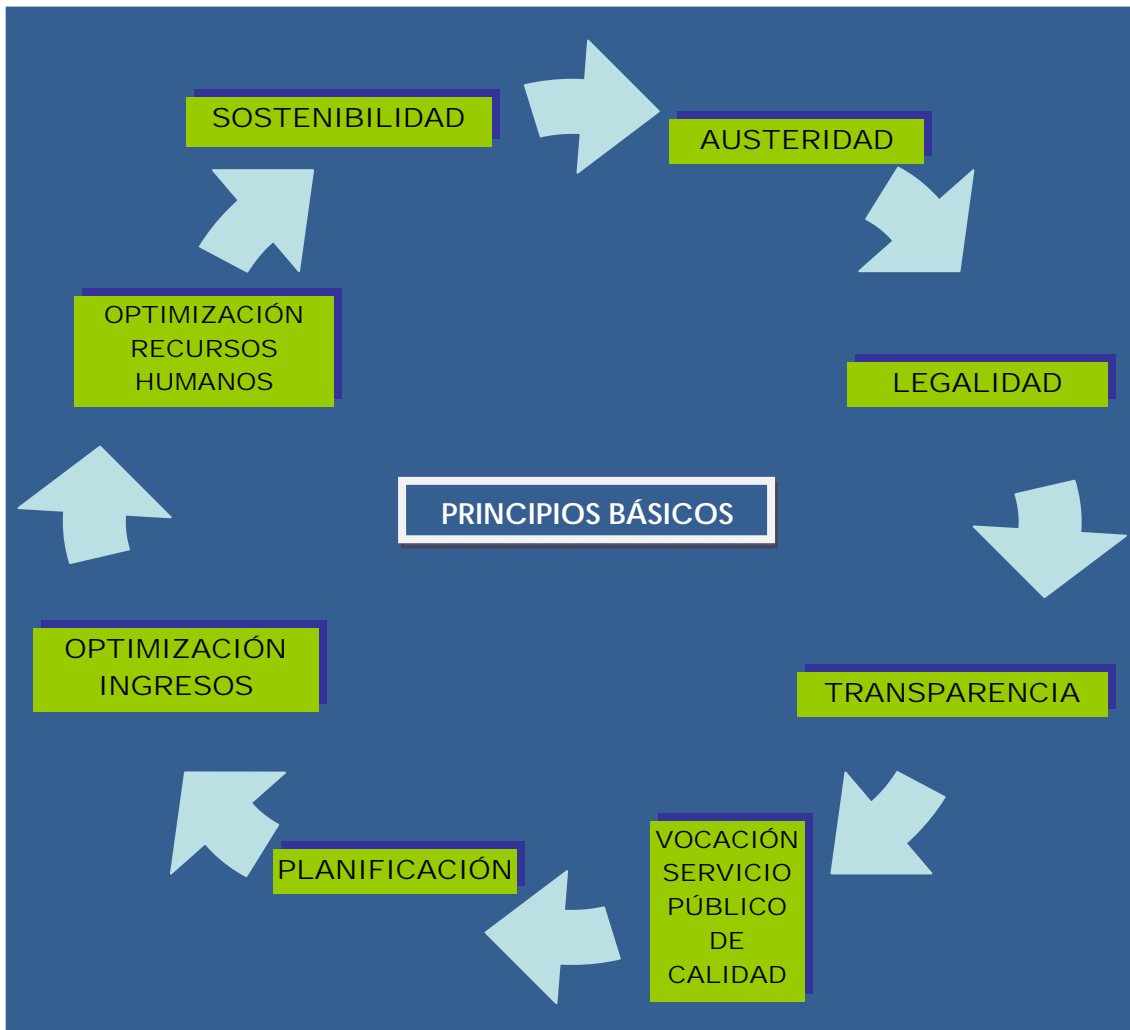 SOSTENIBILIDAD
AUSTERIDAD
OPTIMIZACIÓN
RECURSOS
HUMANOS
LEGALIDAD
PRINCIPIOS BÁSICOS
OPTIMIZACIÓN
INGRESOS
TRANSPARENCIA
PLANIFICACIÓN
VOCACIÓN
SERVICIO
PÚBLICO
DE
CALIDAD